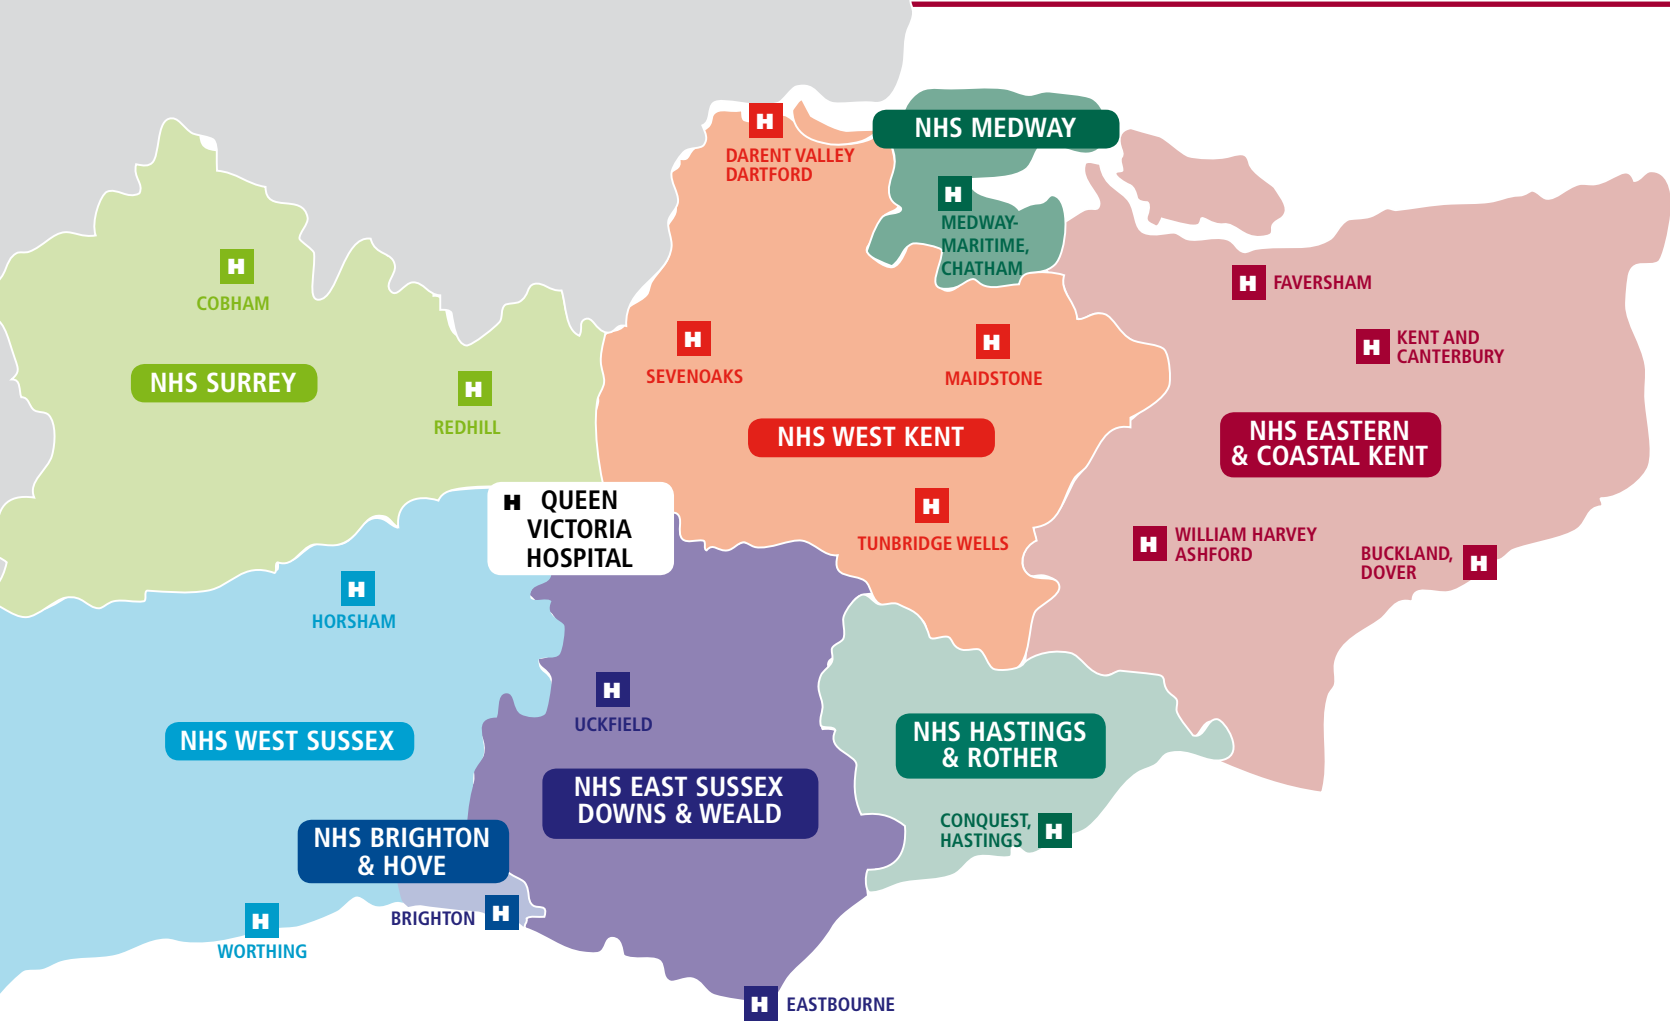 NHS MEDWAY
H
DARENT VALLEY
DARTFORD
H
MEDWAY-
MARITIME,
CHATHAM
H
COBHAM
H
FAVERSHAM
H
SEVENOAKS
H
MAIDSTONE
H
KENT AND
CANTERBURY
NHS SURREY
H
REDHILL
NHS WEST KENT
NHS EASTERN
& COASTAL KENT
H QUEEN
VICTORIA
HOSPITAL
H
TUNBRIDGE WELLS
H
WILLIAM HARVEY
ASHFORD
BUCKLAND,
DOVER
H
H
HORSHAM
H
UCKFIELD
NHS WEST SUSSEX
NHS HASTINGS
& ROTHER
NHS EAST SUSSEX
DOWNS & WEALD
NHS BRIGHTON
& HOVE
CONQUEST,
HASTINGS
H
BRIGHTON H
H
WORTHING
H EASTBOURNE